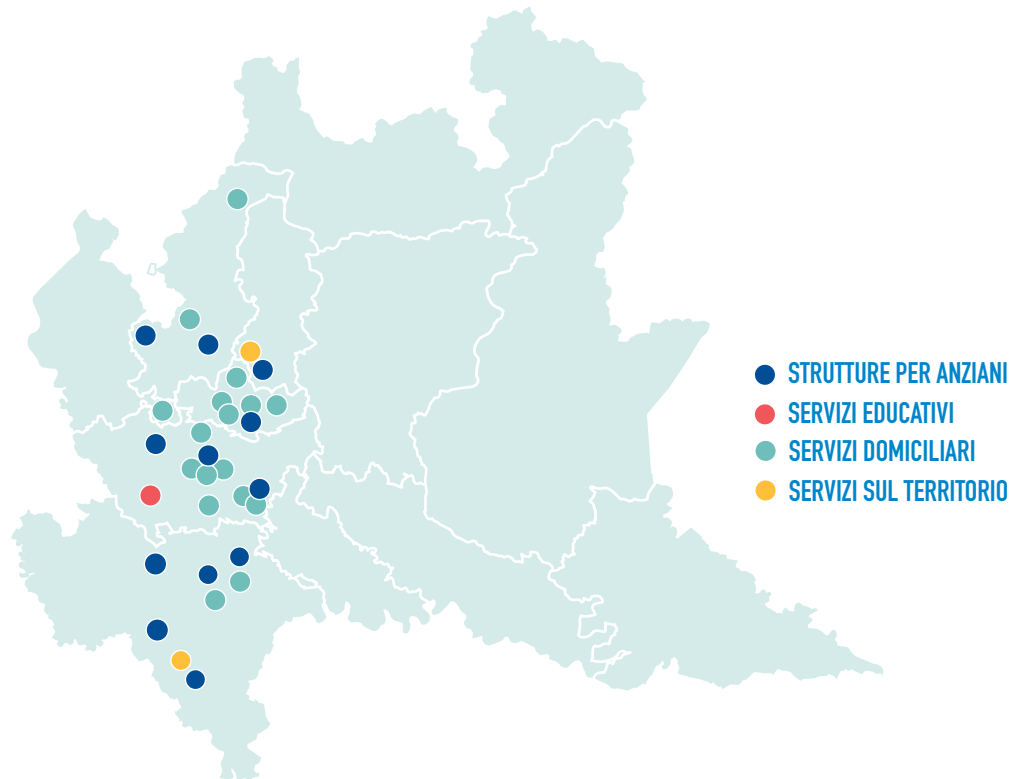 STRUTTURE PER ANZIANI
SERVIZI EDUCATIVI
SERVIZI DOMICILIARI
SERVIZI SUL TERRITORIO